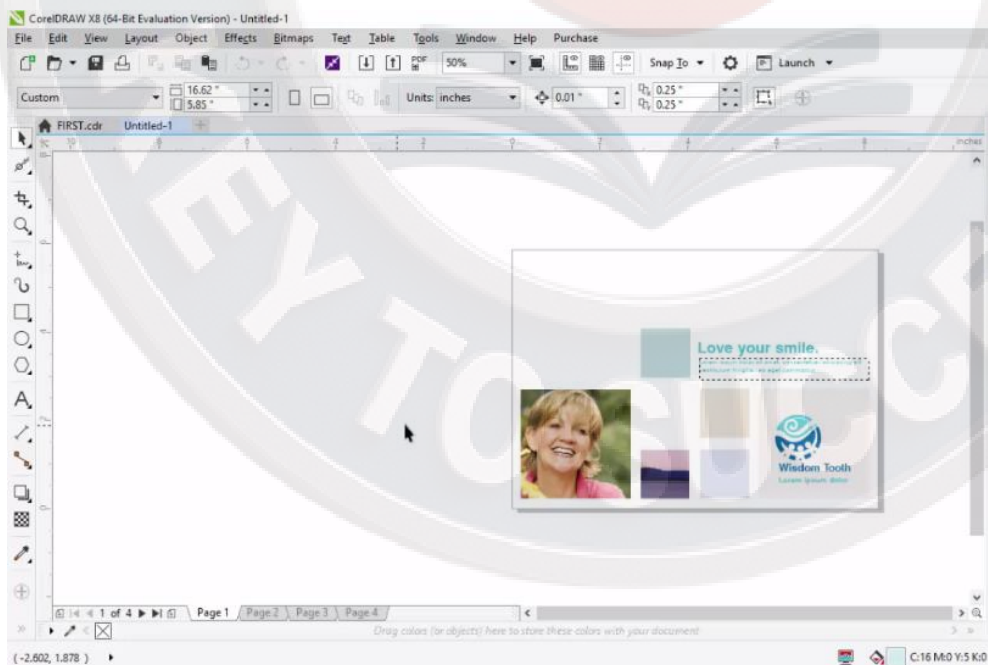 CorelDRAW X8 (64-Bit Evaluation Version) - Untitled-1
File Edit View Layout Object Effects Bitmaps Text Table Tools Window Help Purchase
PDF 50% Snap To Launch
Custom 16.62 " 5.85 " Units: inches 0.01 " 0.25 " 0.25 "
FIRST.cdr Untitled-1
inches
KEY TO SUCCE
Love your smile.
Wisdom Tooth
Lorem ipsum dolor
1 of 4 Page 1 Page 2 Page 3 Page 4
Drag colors (or objects) here to store these colors with your document
( -2.602, 1.878 ) C:16 M:0 Y:5 K:0